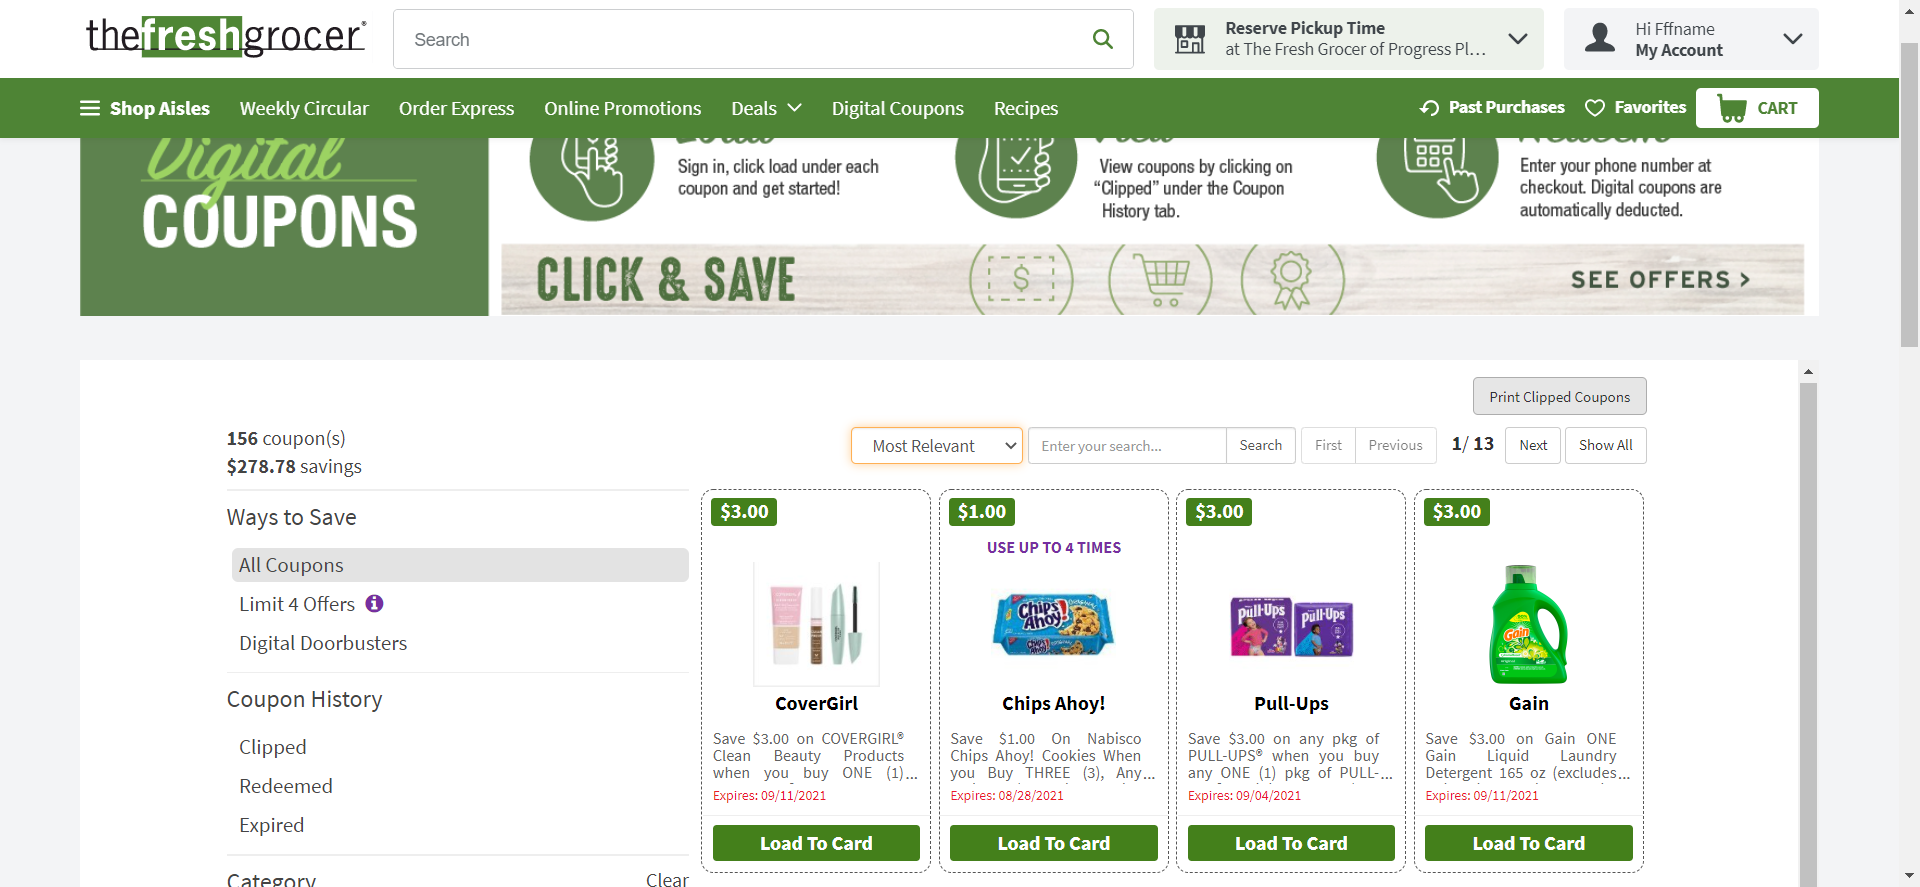 thefreshgrocer®
Search
Reserve Pickup Time
at The Fresh Grocer of Progress Pl...
Hi Fffname
My Account
Shop Aisles
Weekly Circular
Order Express
Online Promotions
Deals
Digital Coupons
Recipes
Past Purchases
Favorites
CART
Digital
COUPONS
Sign in, click load under each
coupon and get started!
View coupons by clicking on
“Clipped” under the Coupon
History tab.
Redeem
Enter your phone number at
checkout. Digital coupons are
automatically deducted.
CLICK & SAVE
$
SEE OFFERS >
Print Clipped Coupons
156 coupon(s)
$278.78 savings
Most Relevant
Enter your search...
Search
First
Previous
1/ 13
Next
Show All
Ways to Save
All Coupons
Limit 4 Offers
Digital Doorbusters
Coupon History
Clipped
Redeemed
Expired
Category
Clear
$3.00
CoverGirl
Save $3.00 on COVERGIRL®
Clean Beauty Products
when you buy ONE (1)...
Expires: 09/11/2021
Load To Card
$1.00
USE UP TO 4 TIMES
Chips Ahoy!
Chips Ahoy!
Save $1.00 On Nabisco
Chips Ahoy! Cookies When
you Buy THREE (3), Any...
Expires: 08/28/2021
Load To Card
$3.00
Pull-Ups
Pull-Ups
Pull-Ups
Save $3.00 on any pkg of
PULL-UPS® when you buy
any ONE (1) pkg of PULL-...
Expires: 09/04/2021
Load To Card
$3.00
Gain
Gain
Save $3.00 on Gain ONE
Gain Liquid Laundry
Detergent 165 oz (excludes...
Expires: 09/11/2021
Load To Card